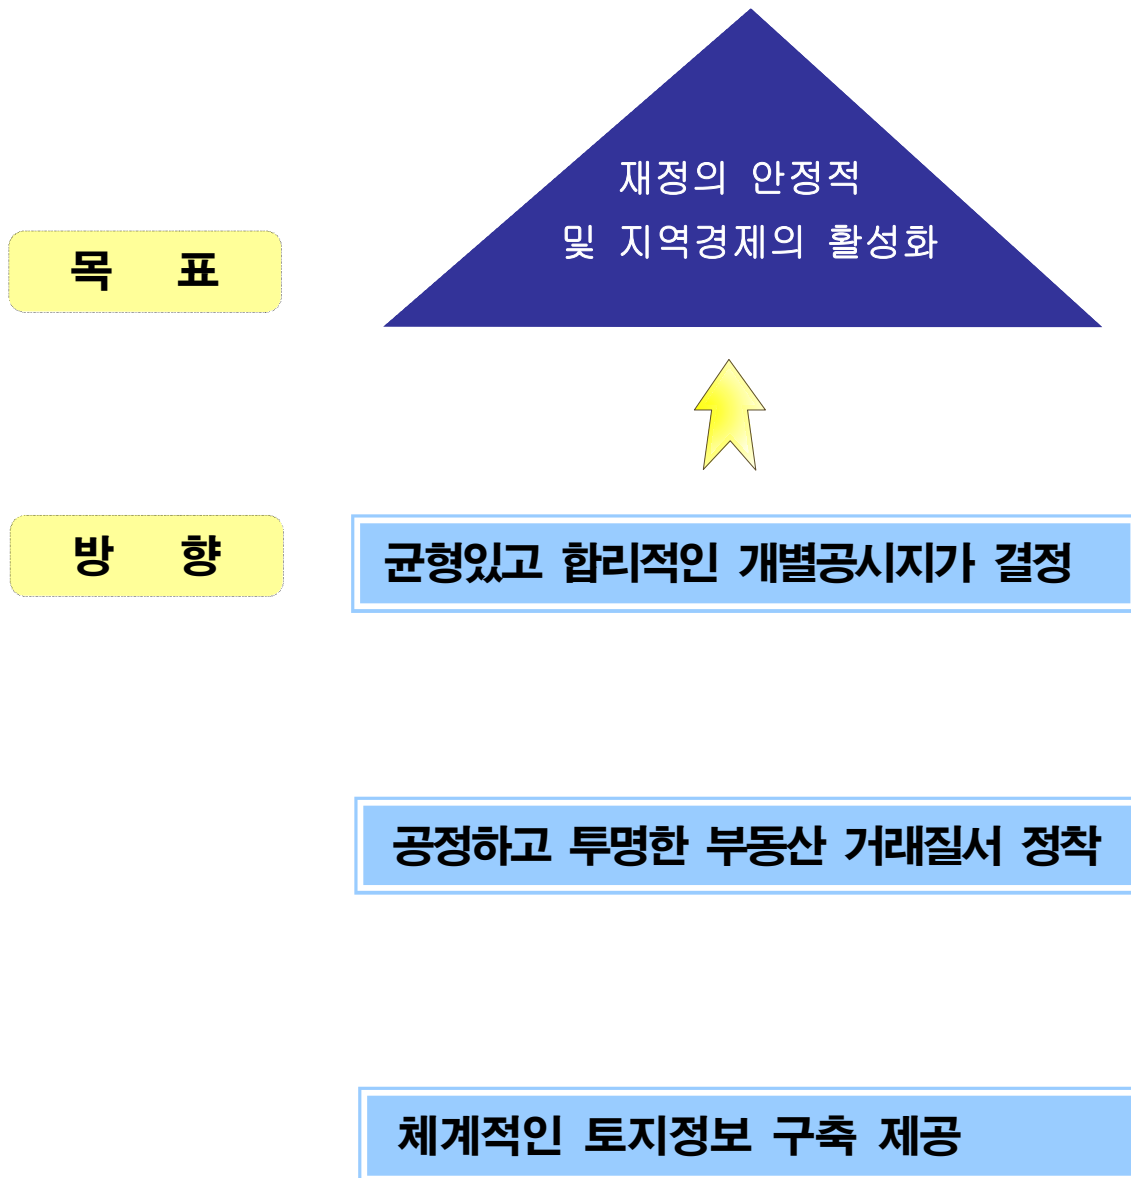 재정의 안정적
및 지역경제의 활성화
목 표
방 향
균형있고 합리적인 개별공시지가 결정
공정하고 투명한 부동산 거래질서 정착
체계적인 토지정보 구축 제공